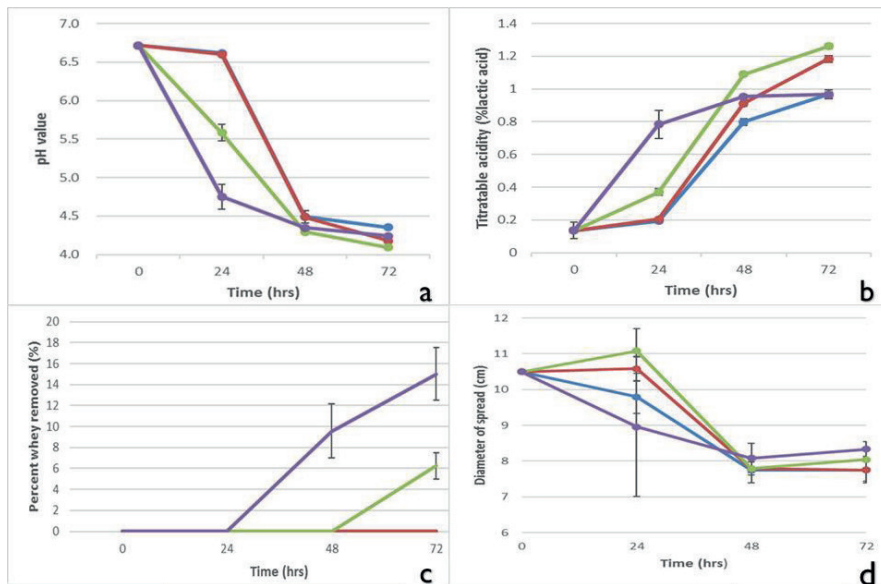 7.0
6.5
6.0
5.5
5.0
4.5
4.0
pH value
0 24 48 72
Time (hrs)
a
1.4
1.2
1
0.8
0.6
0.4
0.2
0
Titratable acidity (%lactic acid)
0 24 48 72
Time (hrs)
b
20
18
16
14
12
10
8
6
4
2
0
Percent whey removed (%)
0 24 48 72
Time (hrs)
c
12
11
10
9
8
7
6
Diameter of spread (cm)
0 24 48 72
Time (hrs)
d